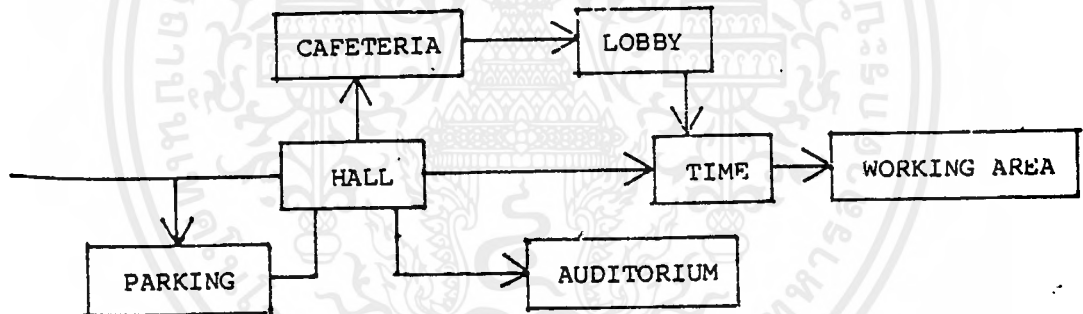 CAFETERIA
LOBBY
HALL
TIME
WORKING AREA
PARKING
AUDITORIUM